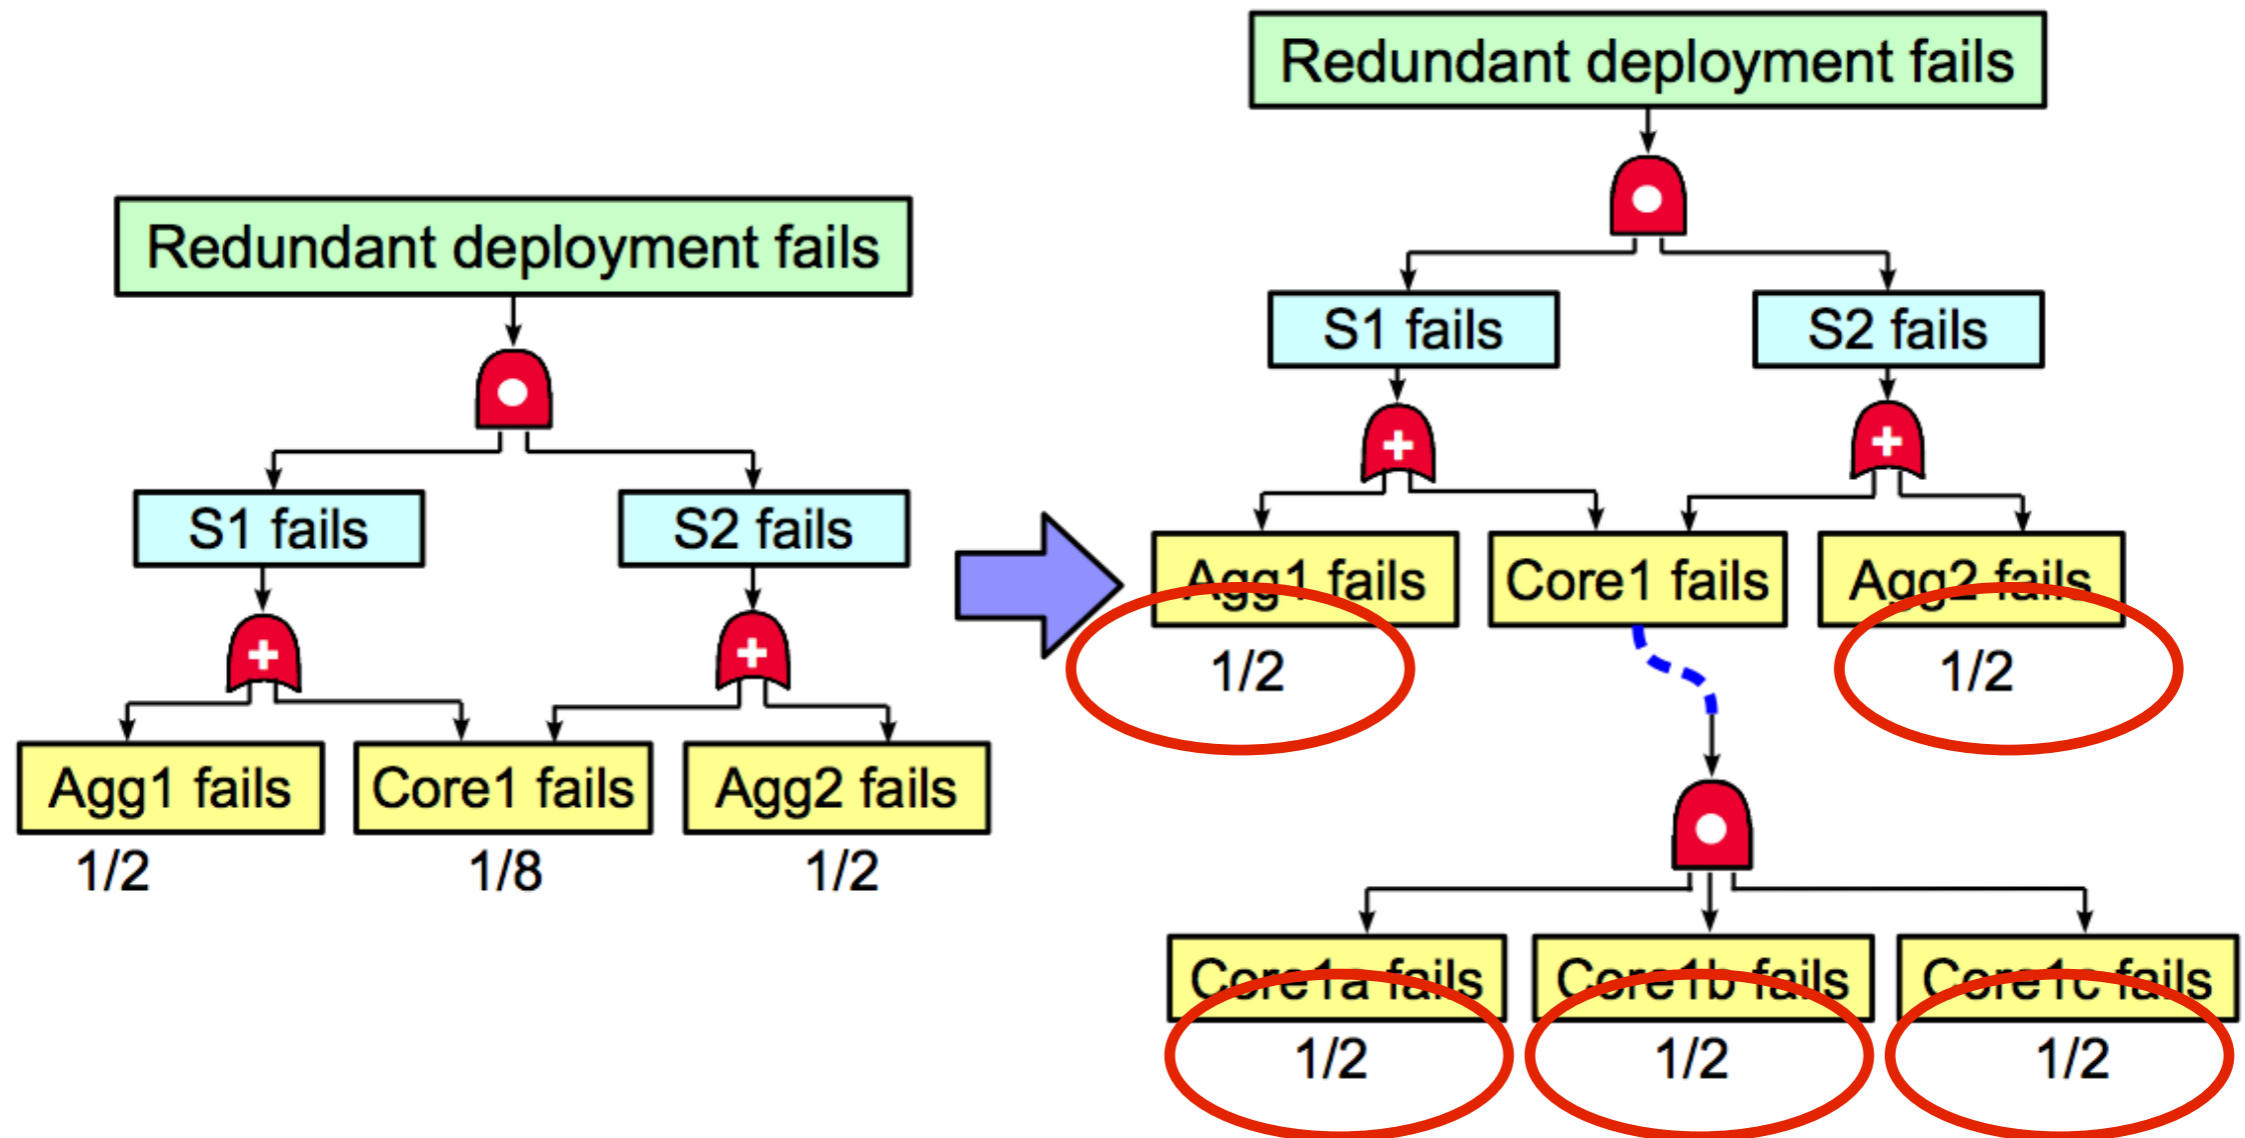 Redundant deployment fails
S1 fails
S2 fails
Agg1 fails
Core1 fails
Agg2 fails
1/2
1/8
1/2
Redundant deployment fails
S1 fails
S2 fails
Agg1 fails
Core1 fails
Agg2 fails
1/2
1/2
Core1a fails
Core1b fails
Core1c fails
1/2
1/2
1/2